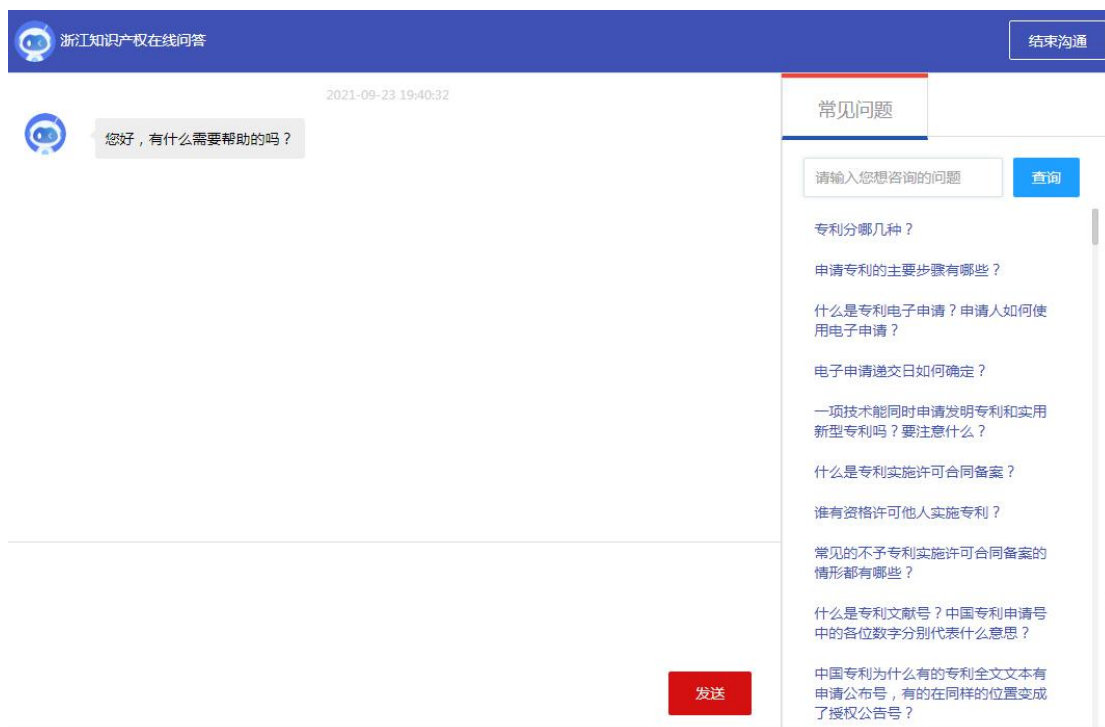 浙江知识产权在线问答
结束沟通
2021-09-23 19:40:32
您好，有什么需要帮助的吗？
发送
常见问题
请输入您想咨询的问题
查询
专利分哪几种？
申请专利的主要步骤有哪些？
什么是专利电子申请？申请人如何使
用电子申请？
电子申请递交日如何确定？
一项技术能同时申请发明专利和实用
新型专利吗？要注意什么？
什么是专利实施许可合同备案？
谁有资格许可他人实施专利？
常见的不予专利实施许可合同备案的
情形都有哪些？
什么是专利文献号？中国专利申请号
中的各位数字分别代表什么意思？
中国专利为什么有的专利全文文本有
申请公布号，有的在同样的位置变成
了授权公告号？